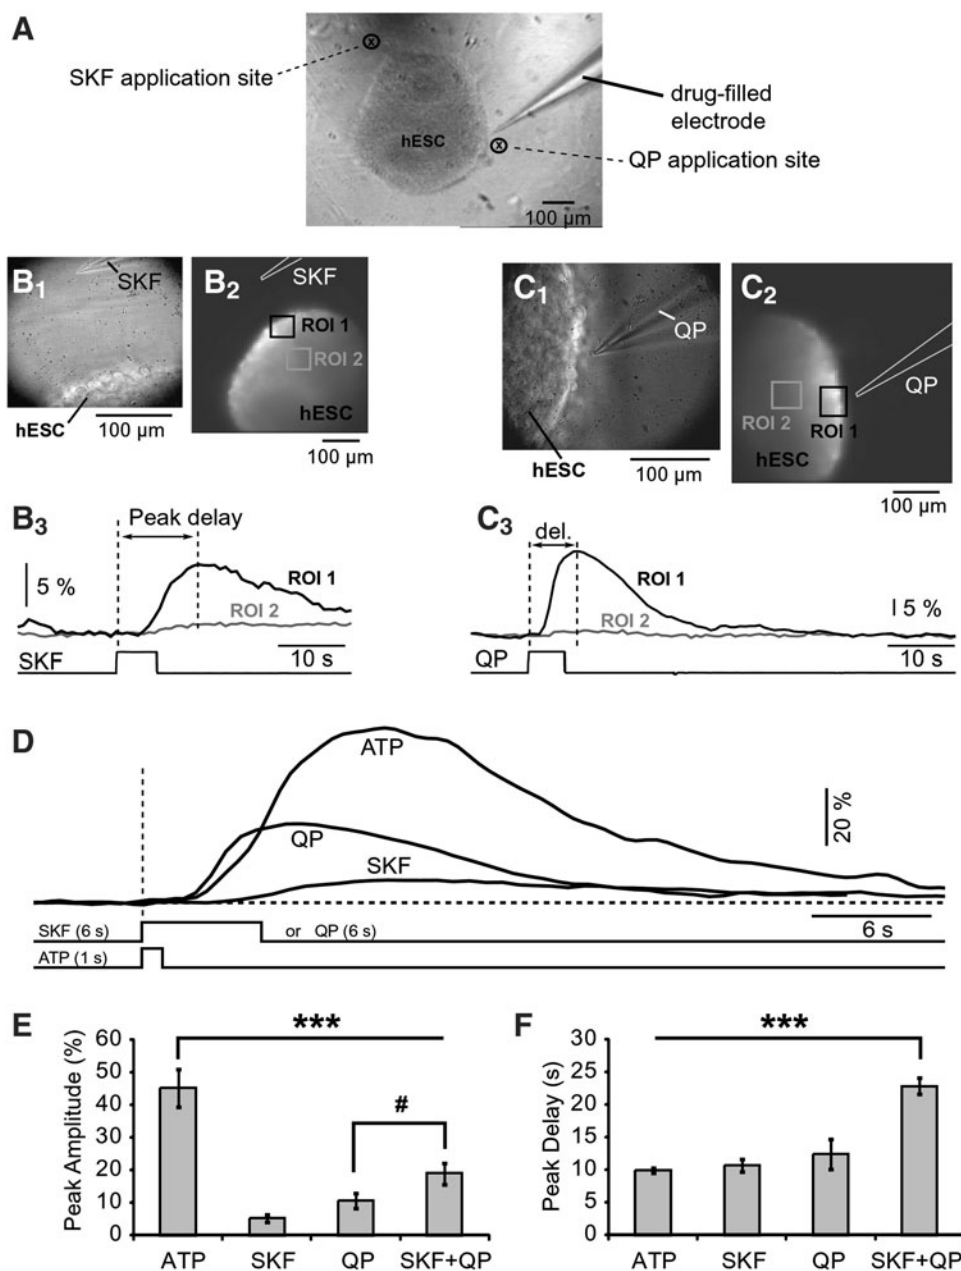 A
SKF application site
hESC
drug-filled
electrode
QP application site
100 µm
B1
SKF
hESC
100 µm
B2
SKF
ROI 1
ROI 2
hESC
100 µm
C1
QP
hESC
100 µm
C2
QP
ROI 2
ROI 1
hESC
100 µm
B3
Peak delay
5 %
ROI 1
ROI 2
10 s
SKF
C3
del.
ROI 1
ROI 2
5 %
10 s
QP
D
ATP
QP
SKF
20 %
6 s
SKF (6 s) or QP (6 s)
ATP (1 s)
E
***
#
Peak Amplitude (%)
60
50
40
30
20
10
0
ATP SKF QP SKF+QP
F
***
Peak Delay (s)
30
25
20
15
10
5
0
ATP SKF QP SKF+QP